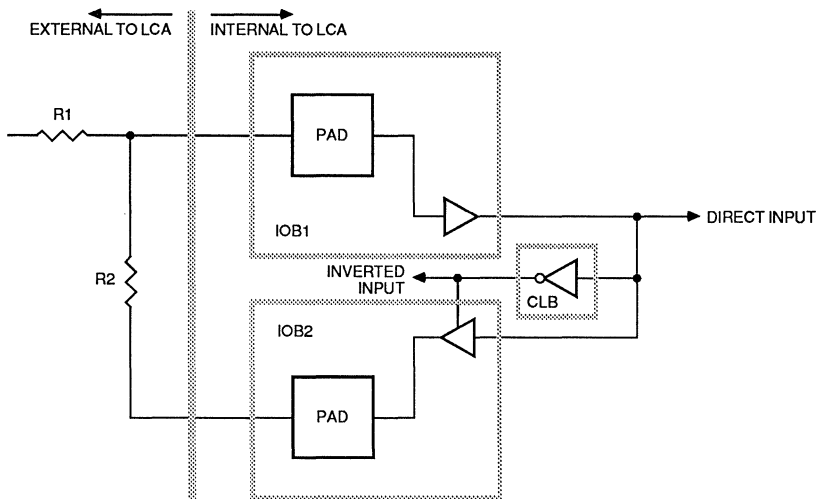 EXTERNAL TO LCA
INTERNAL TO LCA
R1
PAD
IOB1
DIRECT INPUT
R2
INVERTED
INPUT
CLB
IOB2
PAD